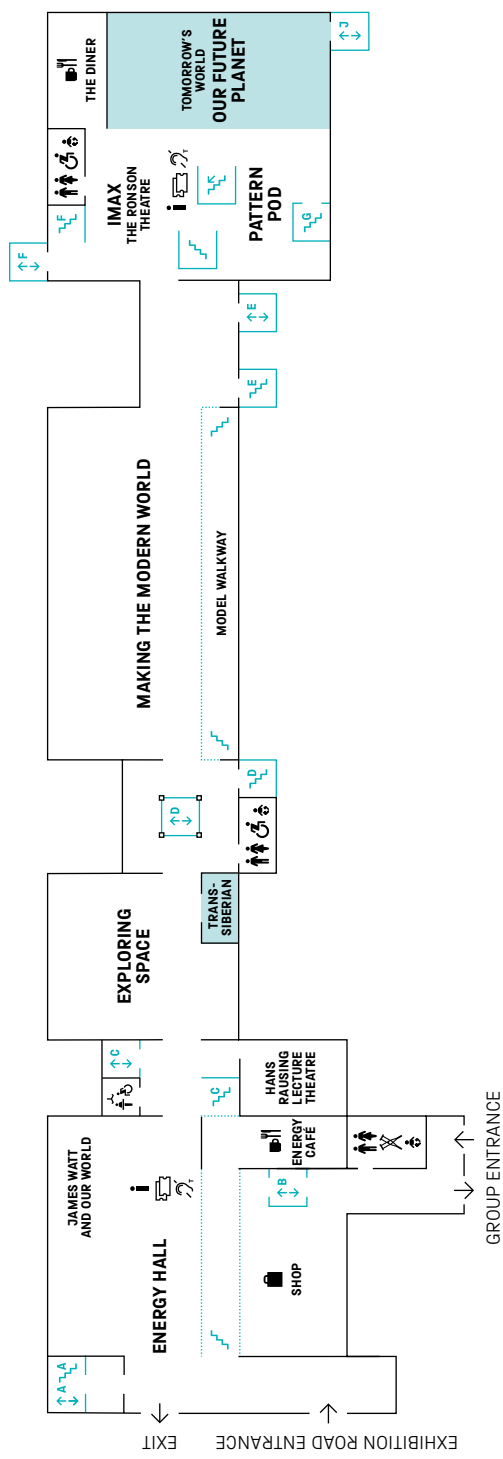 F
A
A
JAMES WATT
AND OUR WORLD
C
F
THE DINER
EXPLORING
SPACE
MAKING THE MODERN WORLD
IMAX
THE RONSON
THEATRE
TOMORROW'S
WORLD
OUR FUTURE
PLANET
EXIT
ENERGY HALL
i
T
D
i
T
C
TRANS-
SIBERIAN
MODEL WALKWAY
PATTERN
POD
SHOP
B
ENERGY
CAFÉ
HANS
RAUSING
LECTURE
THEATRE
D
E
E
G
J
EXHIBITION ROAD ENTRANCE
GROUP ENTRANCE